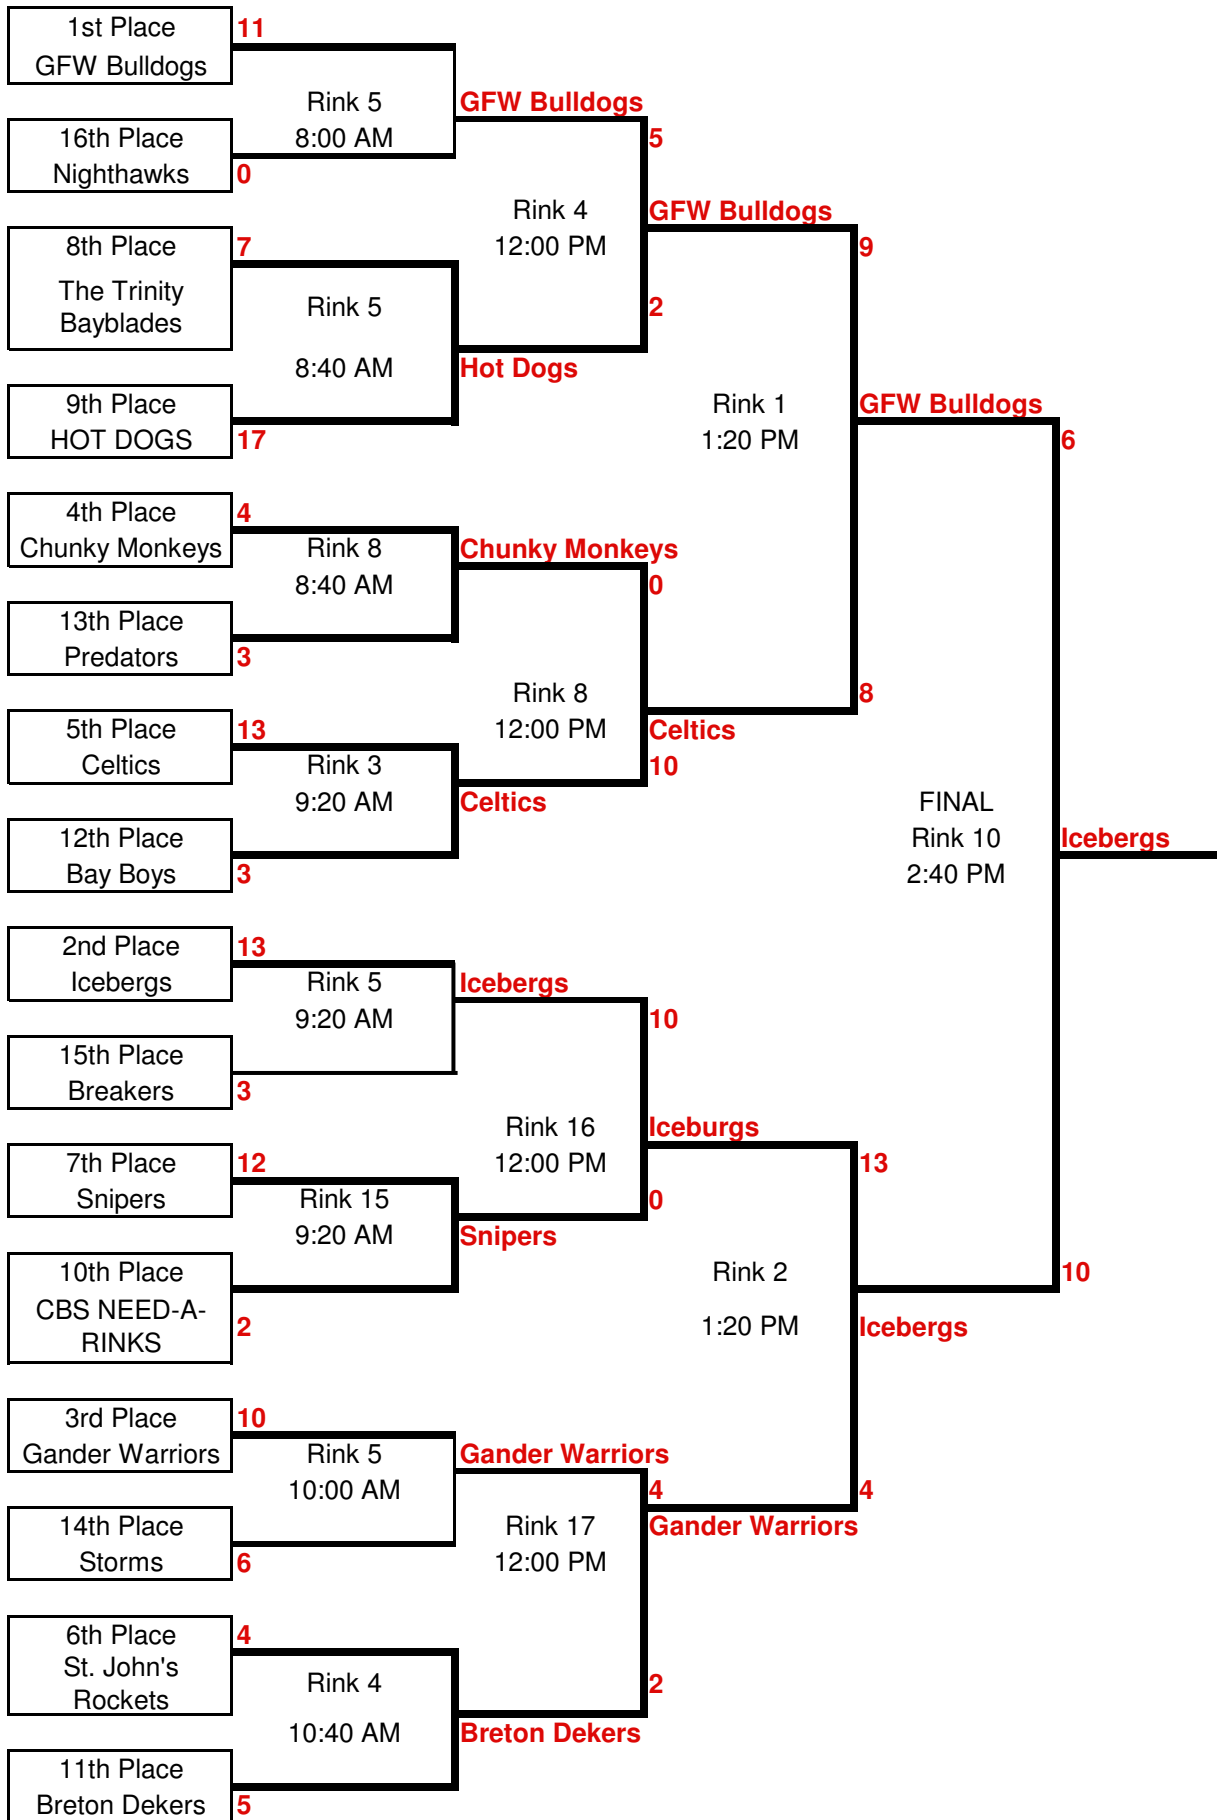 1st Place
11
GFW Bulldogs
Rink 5
GFW Bulldogs
16th Place
8:00 AM
5
Nighthawks
0
Rink 4
GFW Bulldogs
8th Place
7
12:00 PM
9
The Trinity
Bayblades
Rink 5
2
8:40 AM
Hot Dogs
9th Place
Rink 1
GFW Bulldogs
HOT DOGS
17
1:20 PM
6
4th Place
4
Chunky Monkeys
Rink 8
Chunky Monkeys
8:40 AM
0
13th Place
Predators
3
Rink 8
8
5th Place
13
12:00 PM
Celtics
Celtics
Rink 3
10
9:20 AM
Celtics
FINAL
12th Place
Rink 10
Icebergs
Bay Boys
3
2:40 PM
2nd Place
13
Icebergs
Rink 5
Icebergs
9:20 AM
10
15th Place
Breakers
3
Rink 16
Iceburgs
7th Place
12
12:00 PM
13
Snipers
Rink 15
0
9:20 AM
Snipers
10th Place
Rink 2
10
CBS NEED-A-
RINKS
2
1:20 PM
Icebergs
3rd Place
10
Gander Warriors
Rink 5
Gander Warriors
10:00 AM
4
4
14th Place
Rink 17
Gander Warriors
Storms
6
12:00 PM
6th Place
4
St. John's
Rockets
Rink 4
2
10:40 AM
Breton Dekers
11th Place
Breton Dekers
5